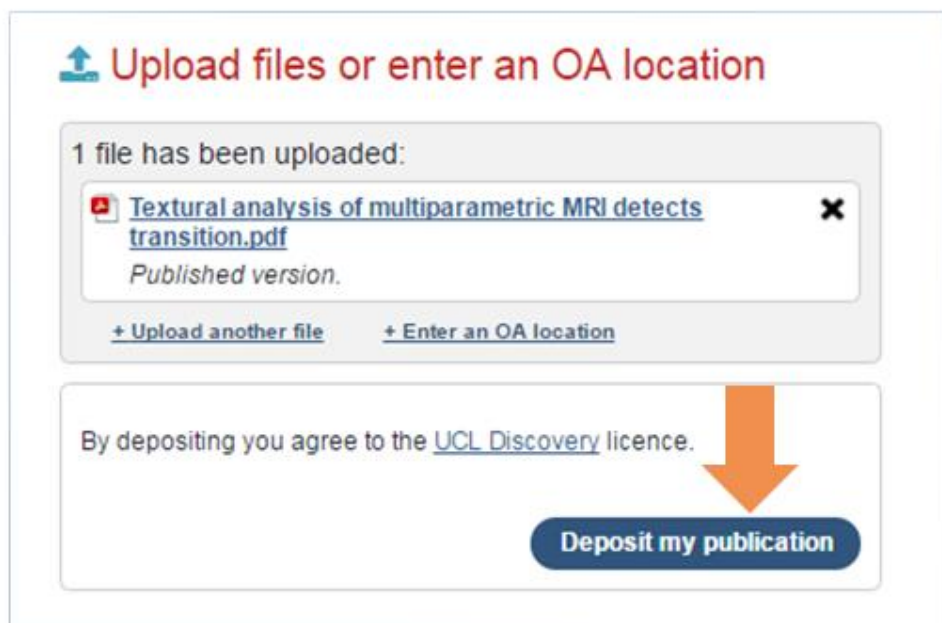 Upload files or enter an OA location
1 file has been uploaded:
Textural analysis of multiparametric MRI detects
transition.pdf
Published version.
+ Upload another file + Enter an OA location
By depositing you agree to the UCL Discovery licence.
Deposit my publication